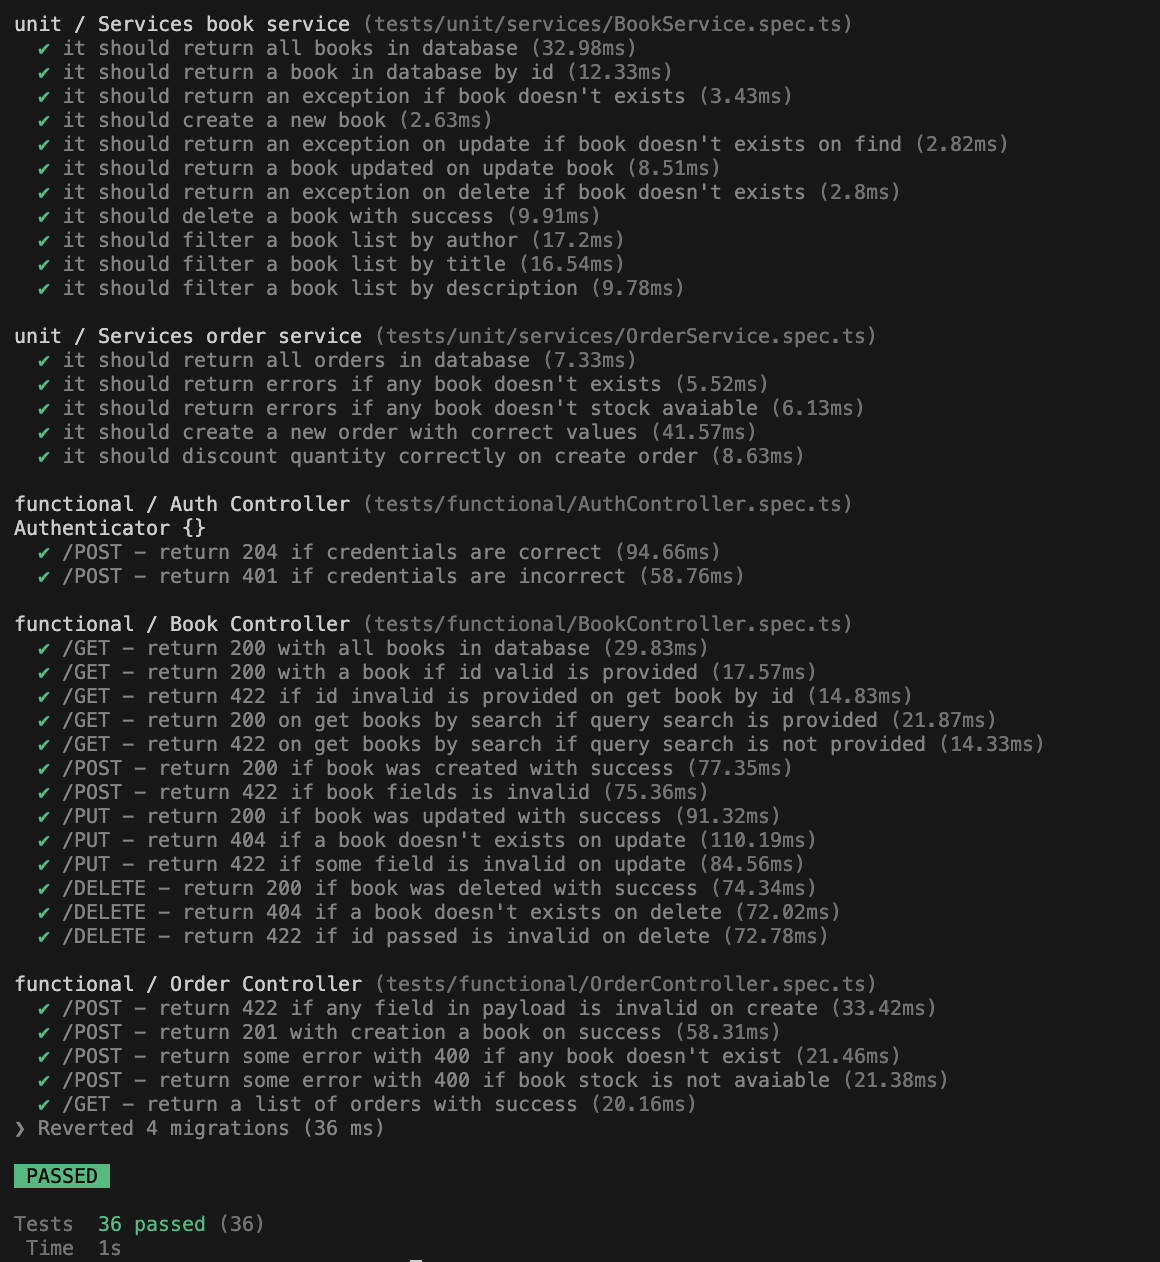 unit / Services book service (tests/unit/services/BookService.spec.ts)
✔ it should return all books in database (32.98ms)
✔ it should return a book in database by id (12.33ms)
✔ it should return an exception if book doesn't exists (3.43ms)
✔ it should create a new book (2.63ms)
✔ it should return an exception on update if book doesn't exists on find (2.82ms)
✔ it should return a book updated on update book (8.51ms)
✔ it should return an exception on delete if book doesn't exists (2.8ms)
✔ it should delete a book with success (9.91ms)
✔ it should filter a book list by author (17.2ms)
✔ it should filter a book list by title (16.54ms)
✔ it should filter a book list by description (9.78ms)
unit / Services order service (tests/unit/services/OrderService.spec.ts)
✔ it should return all orders in database (7.33ms)
✔ it should return errors if any book doesn't exists (5.52ms)
✔ it should return errors if any book doesn't stock avaiable (6.13ms)
✔ it should create a new order with correct values (41.57ms)
✔ it should discount quantity correctly on create order (8.63ms)
functional / Auth Controller (tests/functional/AuthController.spec.ts)
Authenticator {}
✔ /POST – return 204 if credentials are correct (94.66ms)
✔ /POST – return 401 if credentials are incorrect (58.76ms)
functional / Book Controller (tests/functional/BookController.spec.ts)
✔ /GET – return 200 with all books in database (29.83ms)
✔ /GET – return 200 with a book if id valid is provided (17.57ms)
✔ /GET – return 422 if id invalid is provided on get book by id (14.83ms)
✔ /GET – return 200 on get books by search if query search is provided (21.87ms)
✔ /GET – return 422 on get books by search if query search is not provided (14.33ms)
✔ /POST – return 200 if book was created with success (77.35ms)
✔ /POST – return 422 if book fields is invalid (75.36ms)
✔ /PUT – return 200 if book was updated with success (91.32ms)
✔ /PUT – return 404 if a book doesn't exists on update (110.19ms)
✔ /PUT – return 422 if some field is invalid on update (84.56ms)
✔ /DELETE – return 200 if book was deleted with success (74.34ms)
✔ /DELETE – return 404 if a book doesn't exists on delete (72.02ms)
✔ /DELETE – return 422 if id passed is invalid on delete (72.78ms)
functional / Order Controller (tests/functional/OrderController.spec.ts)
✔ /POST – return 422 if any field in payload is invalid on create (33.42ms)
✔ /POST – return 201 with creation a book on success (58.31ms)
✔ /POST – return some error with 400 if any book doesn't exist (21.46ms)
✔ /POST – return some error with 400 if book stock is not avaiable (21.38ms)
✔ /GET – return a list of orders with success (20.16ms)
❯ Reverted 4 migrations (36 ms)
PASSED
Tests 36 passed (36)
Time 1s